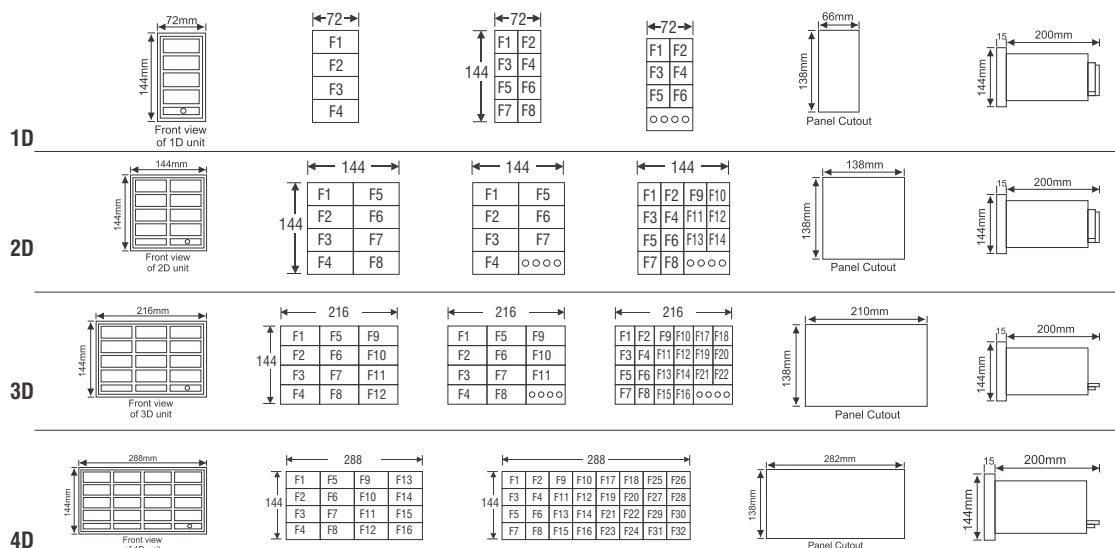 72mm
144mm
Front view
of 1D unit
72
F1
F2
F3
F4
72
144
F1 F2
F3 F4
F5 F6
F7 F8
72
F1 F2
F3 F4
F5 F6
66mm
138mm
Panel Cutout
15 200mm
144mm
1D
144mm
144mm
Front view
of 2D unit
144
144
F1 F5
F2 F6
F3 F7
F4 F8
144
F1 F5
F2 F6
F3 F7
F4
144
F1 F2 F9 F10
F3 F4 F11 F12
F5 F6 F13 F14
F7 F8
138mm
138mm
Panel Cutout
15 200mm
144mm
2D
216mm
144mm
Front view
of 3D unit
216
144
F1 F5 F9
F2 F6 F10
F3 F7 F11
F4 F8 F12
216
F1 F5 F9
F2 F6 F10
F3 F7 F11
F4 F8
216
F1 F2 F9 F10 F17 F18
F3 F4 F11 F12 F19 F20
F5 F6 F13 F14 F21 F22
F7 F8 F15 F16
210mm
138mm
Panel Cutout
15 200mm
144mm
3D
288mm
144mm
Front view
of 4D unit
288
144
F1 F5 F9 F13
F2 F6 F10 F14
F3 F7 F11 F15
F4 F8 F12 F16
288
144
F1 F2 F9 F10 F17 F18 F25 F26
F3 F4 F11 F12 F19 F20 F27 F28
F5 F6 F13 F14 F21 F22 F29 F30
F7 F8 F15 F16 F23 F24 F31 F32
282mm
138mm
Panel Cutout
15 200mm
144mm
4D